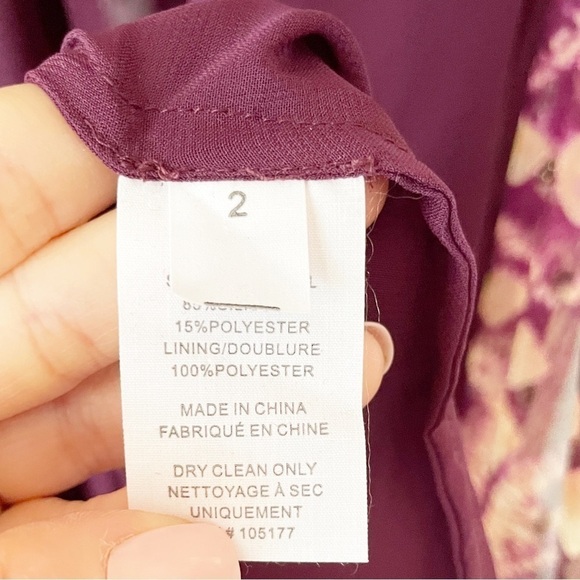 2
15%POLYESTER
LINING/DOUBLURE
100%POLYESTER
MADE IN CHINA
FABRIQUÉ EN CHINE
DRY CLEAN ONLY
NETTOYAGE À SEC
UNIQUEMENT
# 105177